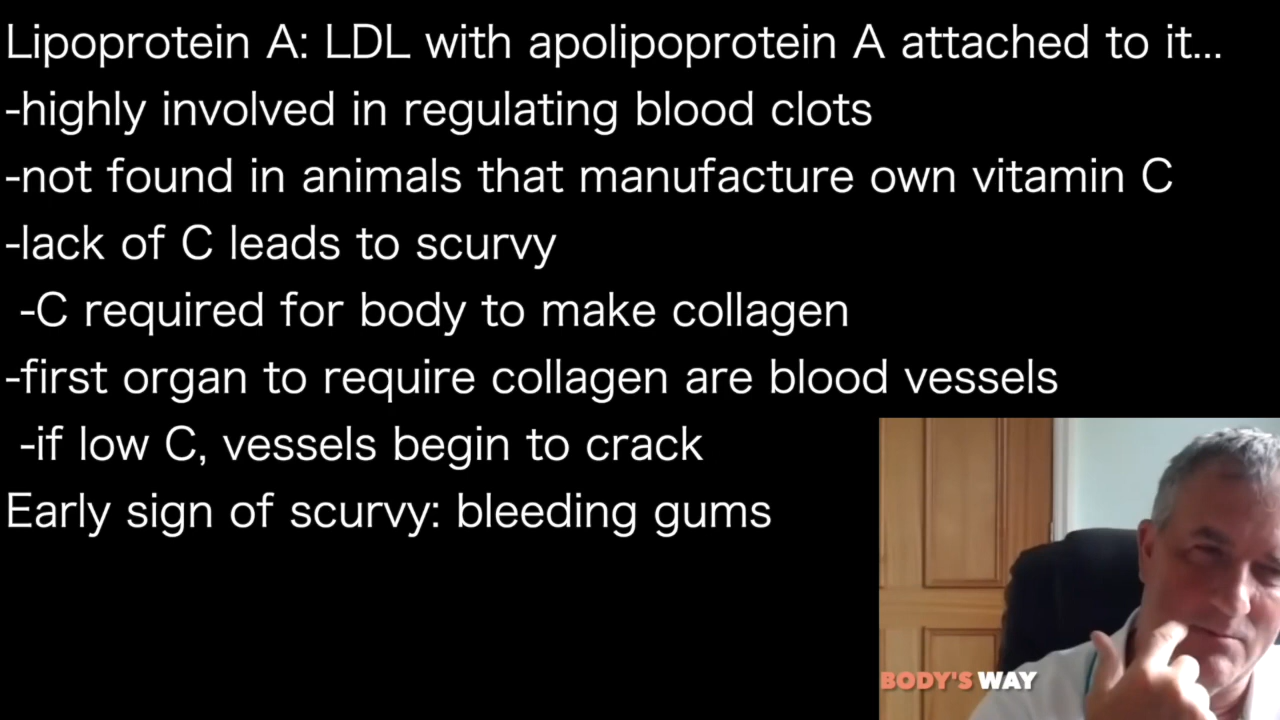 Lipoprotein A: LDL with apolipoprotein A attached to it...
-highly involved in regulating blood clots
-not found in animals that manufacture own vitamin C
-lack of C leads to scurvy
-C required for body to make collagen
-first organ to require collagen are blood vessels
-if low C, vessels begin to crack
Early sign of scurvy: bleeding gums
BODY'S WAY